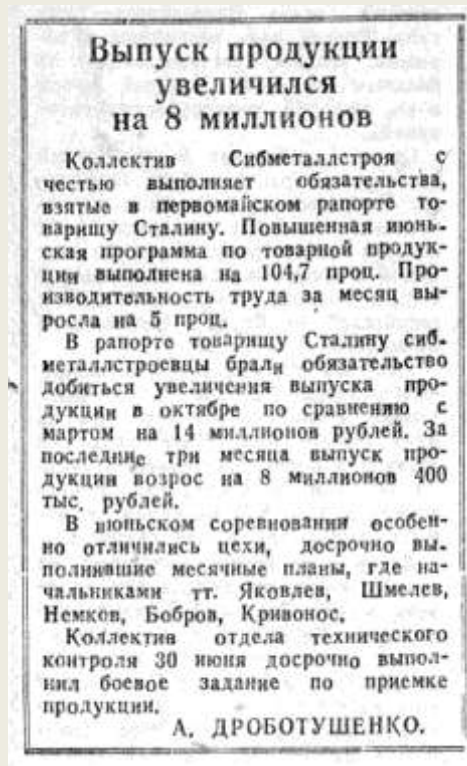 Выпуск продукции
увеличился
на 8 миллионов
Коллектив Сибметаллстроя с
честью выполняет обязательства,
взятые в первомайском рапорте то-
варищу Сталину. Повышенная июнь-
ская программа по товарной продук-
ции выполнена на 104,7 проц. Про-
изводительность труда за месяц вы-
росла на 5 проц.
В рапорте товарищу Сталину сиб-
металлстроевцы брали обязательство
добиться увеличения выпуска про-
дукции в октябре по сравнению с
мартом на 14 миллионов рублей. За
последние три месяца выпуск про-
дукции возрос на 8 миллионов 400
тыс. рублей.
В июньском соревновании особен-
но отличились цехи, досрочно вы-
полнившие месячные планы, где на-
чальниками тт. Яковлев, Шмелев,
Немков, Бобров, Кривонос.
Коллектив отдела технического
контроля 30 июня досрочно выпол-
нил боевое задание по приемке
продукции.
А. ДРОБОТУШЕНКО.